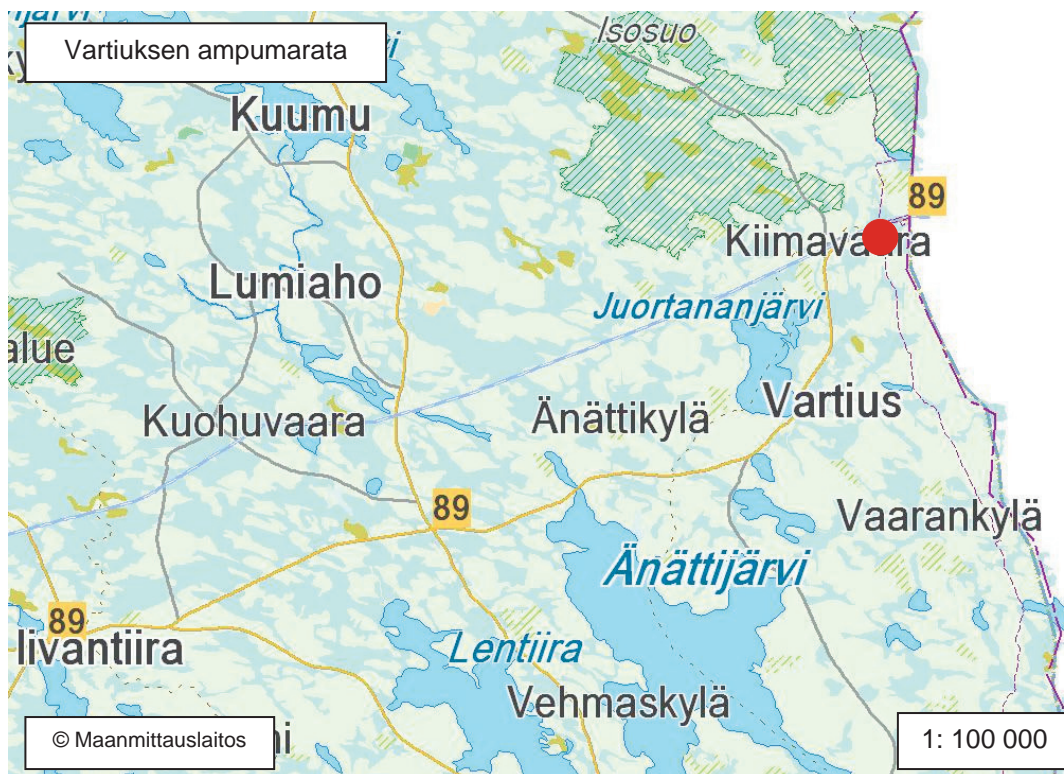 järvi
Vartiuksen ampumarata
Isosuo
Kuumu
89
Kiimavaara
Lumiaho
Juortananjärvi
alue
Vartius
Kuohuvaara
Änättikylä
89
Vaarankylä
Änättijärvi
89
Iivantiira
Lentiira
Vehmaskylä
© Maanmittauslaitos
1: 100 000